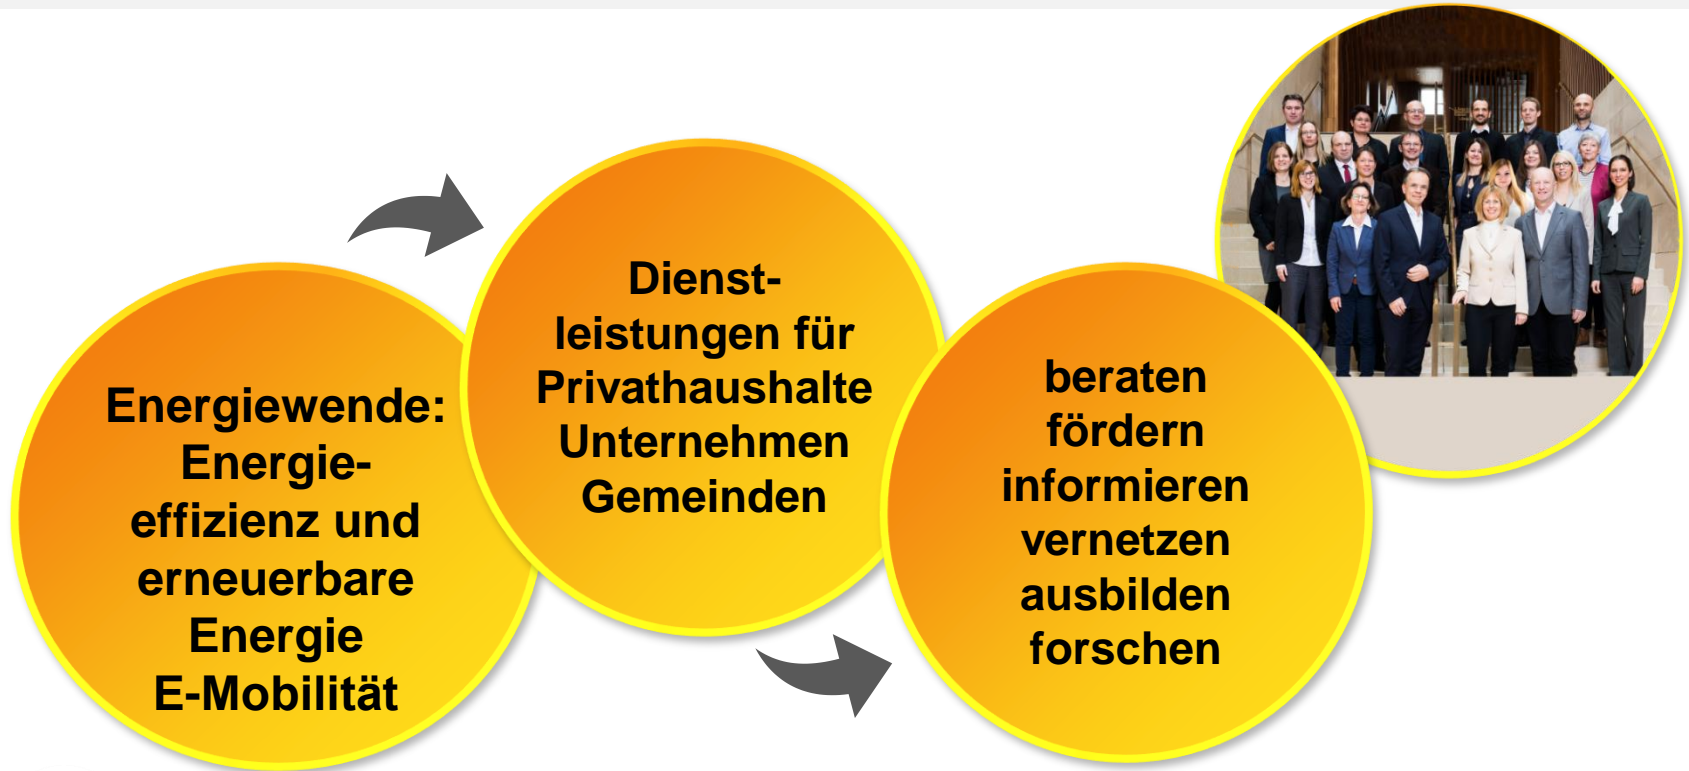 Energiewende:
Energie-
effizienz und
erneuerbare
Energie
E-Mobilität
Dienst-
leistungen für
Privathaushalte
Unternehmen
Gemeinden
beraten
fördern
informieren
vernetzen
ausbilden
forschen